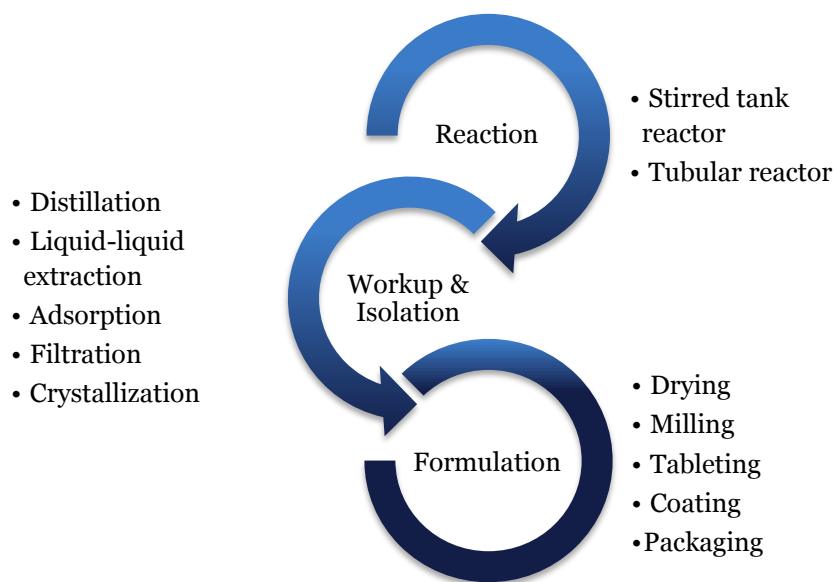 Reaction
• Stirred tank
reactor
• Tubular reactor
• Distillation
• Liquid-liquid
extraction
• Adsorption
• Filtration
• Crystallization
Workup &
Isolation
Formulation
• Drying
• Milling
• Tableting
• Coating
•Packaging